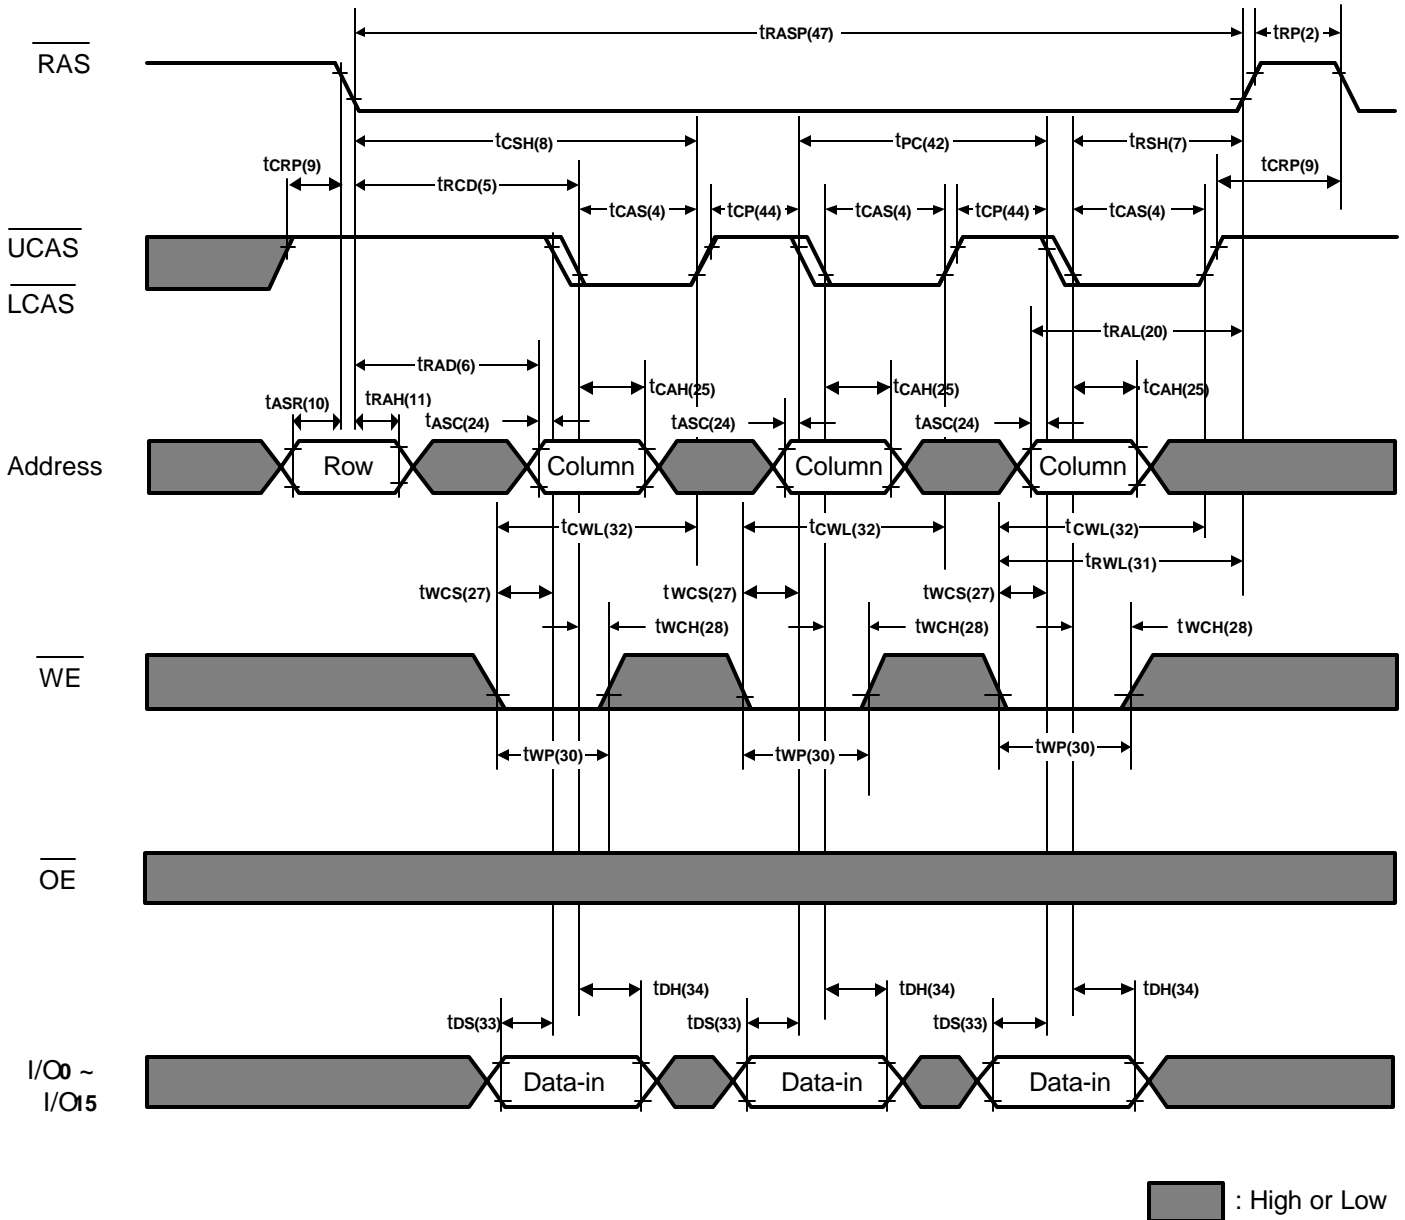 tRASP(47) tRP(2)
RAS
tCSH(8) tPC(42) tRSH(7)
tCRP(9) tRCD(5) tCRP(9)
tCAS(4) tCP(44) tCAS(4) tCP(44) tCAS(4)
UCAS
LCAS
tRAL(20)
tRAD(6)
tCAH(25) tCAH(25) tCAH(25)
tASR(10) tRAH(11)
tASC(24) tASC(24) tASC(24)
Address Row Column Column Column
tCWL(32) tCWL(32) tCWL(32)
tRWL(31)
tWCS(27) tWCS(27) tWCS(27)
tWCH(28) tWCH(28) tWCH(28)
WE
tWP(30) tWP(30) tWP(30)
OE
tDH(34) tDH(34) tDH(34)
tDS(33) tDS(33) tDS(33)
I/O0 ~
I/O15
Data-in Data-in Data-in
: High or Low